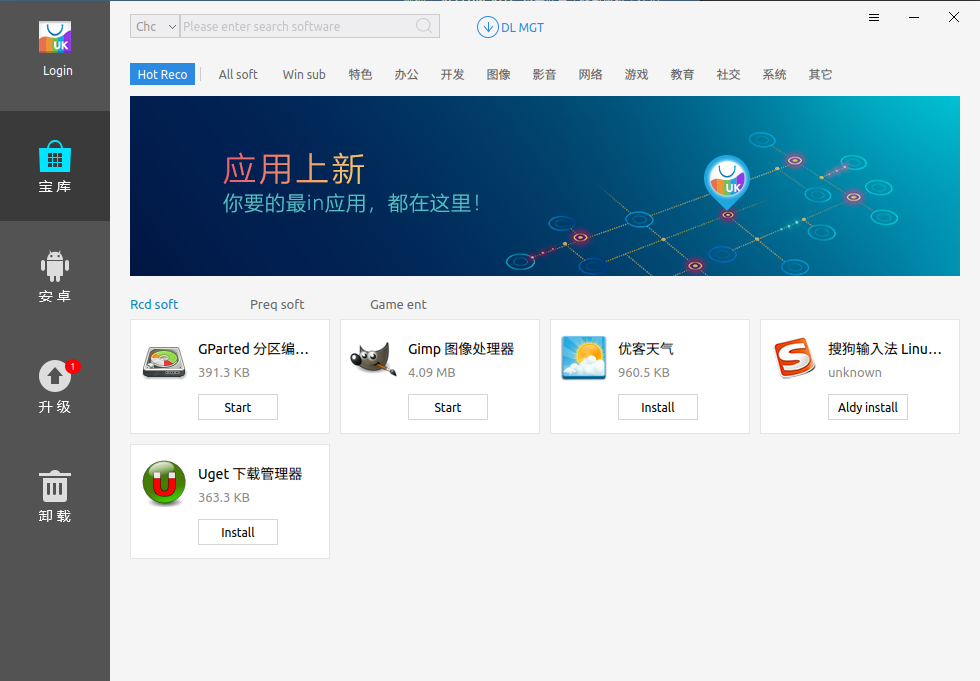 Chc Please enter search software DL MGT
UK
Login
Hot Reco All soft Win sub 特色 办公 开发 图像 影音 网络 游戏 教育 社交 系统 其它
应用上新
你要的最in应用，都在这里！
UK
宝库
安卓
1
升级
卸载
Rcd soft Preq soft Game ent
GParted 分区编...
391.3 KB
Start
Gimp 图像处理器
4.09 MB
Start
优客天气
960.5 KB
Install
搜狗输入法 Linu...
unknown
Aldy install
Uget 下载管理器
363.3 KB
Install